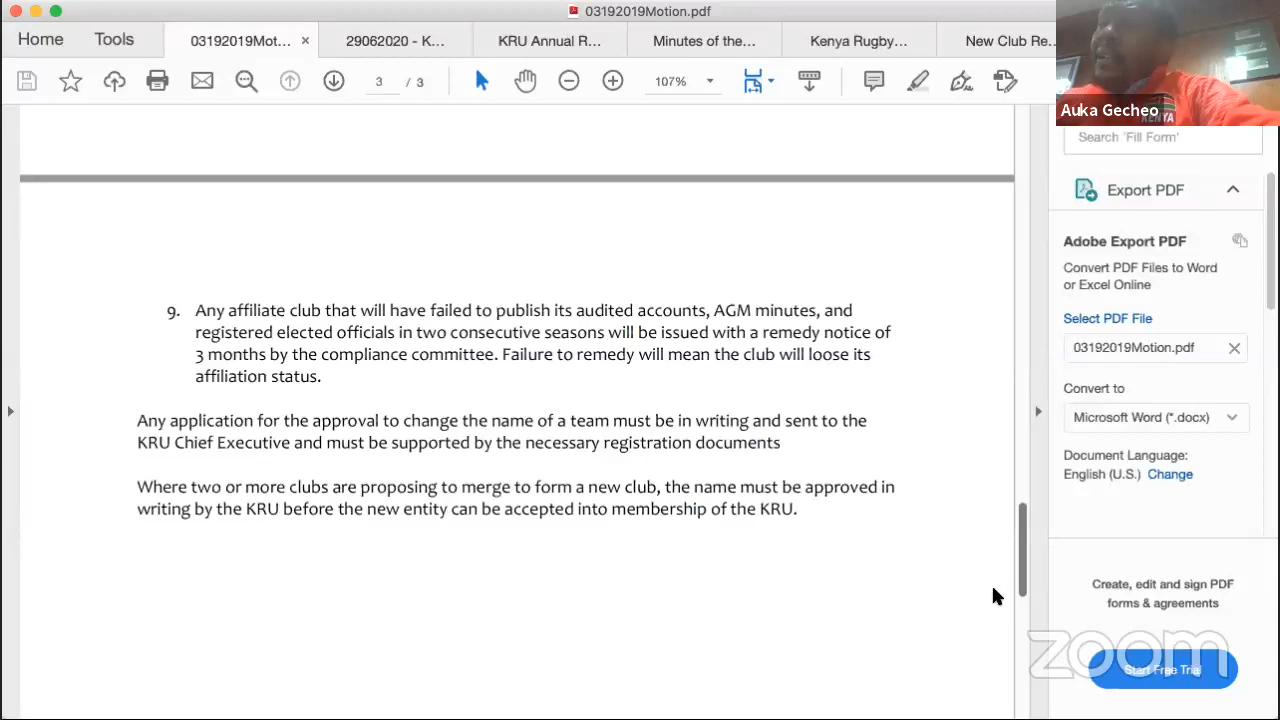 03192019Motion.pdf
Home
Tools
03192019Mot... ×
29062020 - K...
KRU Annual R...
Minutes of the...
Kenya Rugby...
New Club Re...
3 / 3
107%
Auka Gecheo
KENYA
Search 'Fill Form'
Export PDF
Adobe Export PDF
Convert PDF Files to Word
or Excel Online
Select PDF File
03192019Motion.pdf
Convert to
Microsoft Word (*.docx)
Document Language:
English (U.S.) Change
Create, edit and sign PDF
forms & agreements
Start Free Trial
zoom
9. Any affiliate club that will have failed to publish its audited accounts, AGM minutes, and
registered elected officials in two consecutive seasons will be issued with a remedy notice of
3 months by the compliance committee. Failure to remedy will mean the club will loose its
affiliation status.
Any application for the approval to change the name of a team must be in writing and sent to the
KRU Chief Executive and must be supported by the necessary registration documents
Where two or more clubs are proposing to merge to form a new club, the name must be approved in
writing by the KRU before the new entity can be accepted into membership of the KRU.